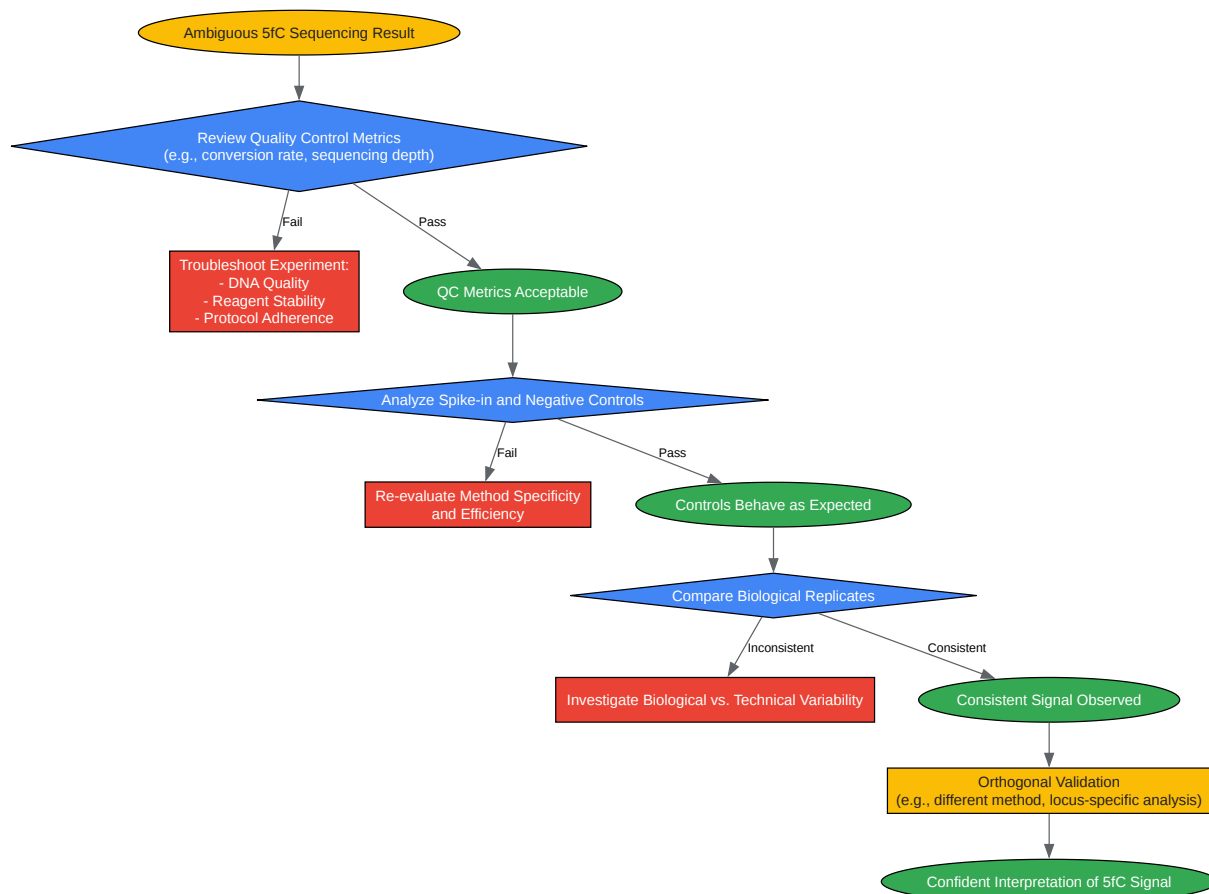 Ambiguous 5fC Sequencing Result
Review Quality Control Metrics
(e.g., conversion rate, sequencing depth)
Fail
Pass
Troubleshoot Experiment:
- DNA Quality
- Reagent Stability
- Protocol Adherence
QC Metrics Acceptable
Analyze Spike-in and Negative Controls
Fail
Pass
Re-evaluate Method Specificity
and Efficiency
Controls Behave as Expected
Compare Biological Replicates
Inconsistent
Consistent
Investigate Biological vs. Technical Variability
Consistent Signal Observed
Orthogonal Validation
(e.g., different method, locus-specific analysis)
Confident Interpretation of 5fC Signal